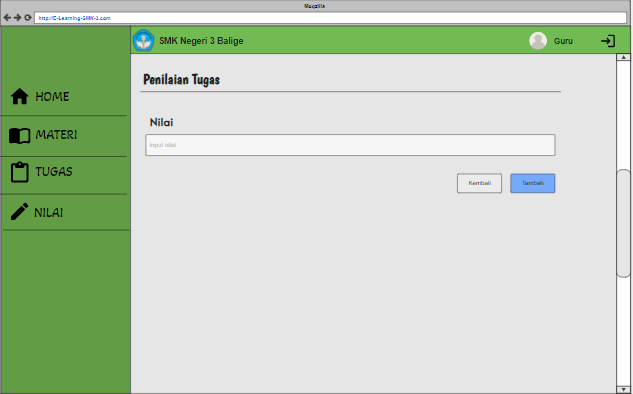 Mozilla
http://E-Learning-SMK-3.com
SMK Negeri 3 Balige
Guru
HOME
MATERI
TUGAS
NILAI
Penilaian Tugas
Nilai
Input nilai
Kembali
Tambah